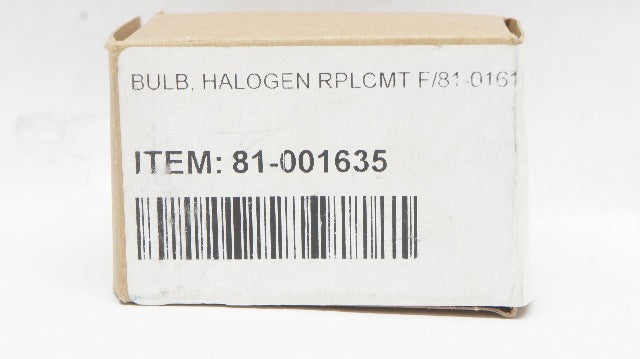 BULB, HALOGEN RPLCMT F/81-0161
ITEM: 81-001635